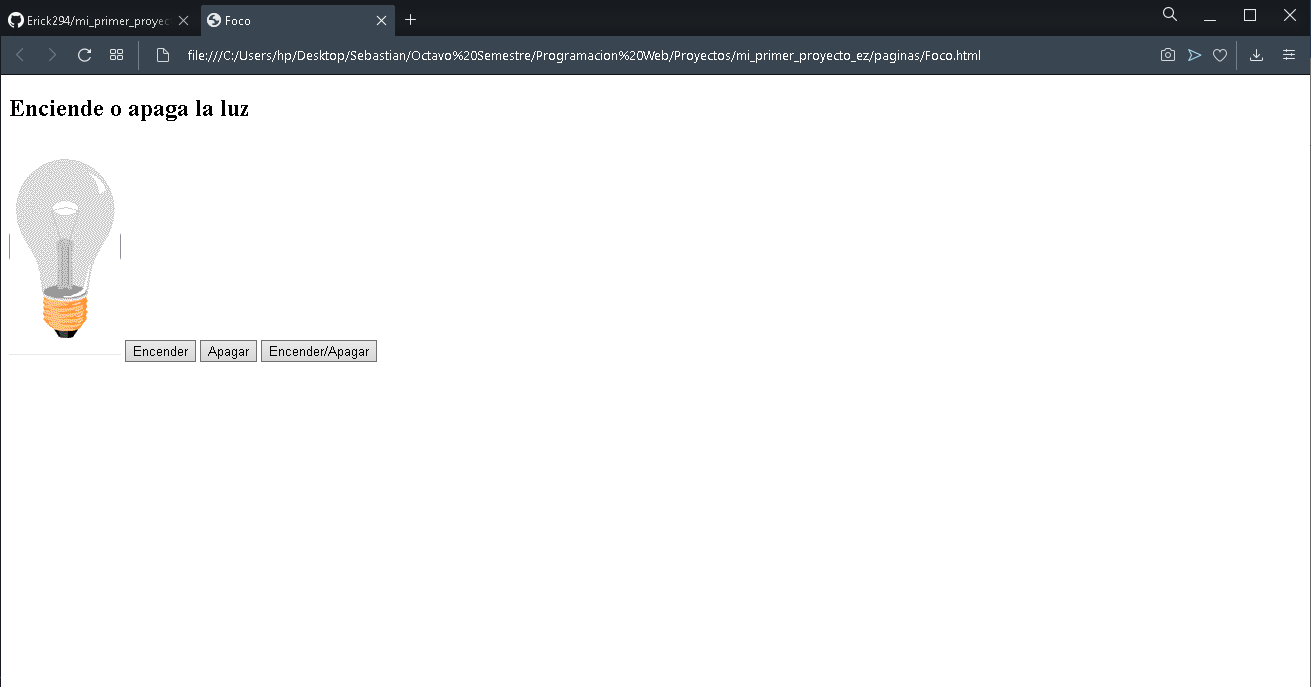 Erick294/mi_primer_proyec
Foco
file:///C:/Users/hp/Desktop/Sebastian/Octavo%20Semestre/Programacion%20Web/Proyectos/mi_primer_proyecto_ez/paginas/Foco.html
Enciende o apaga la luz
Encender Apagar Encender/Apagar